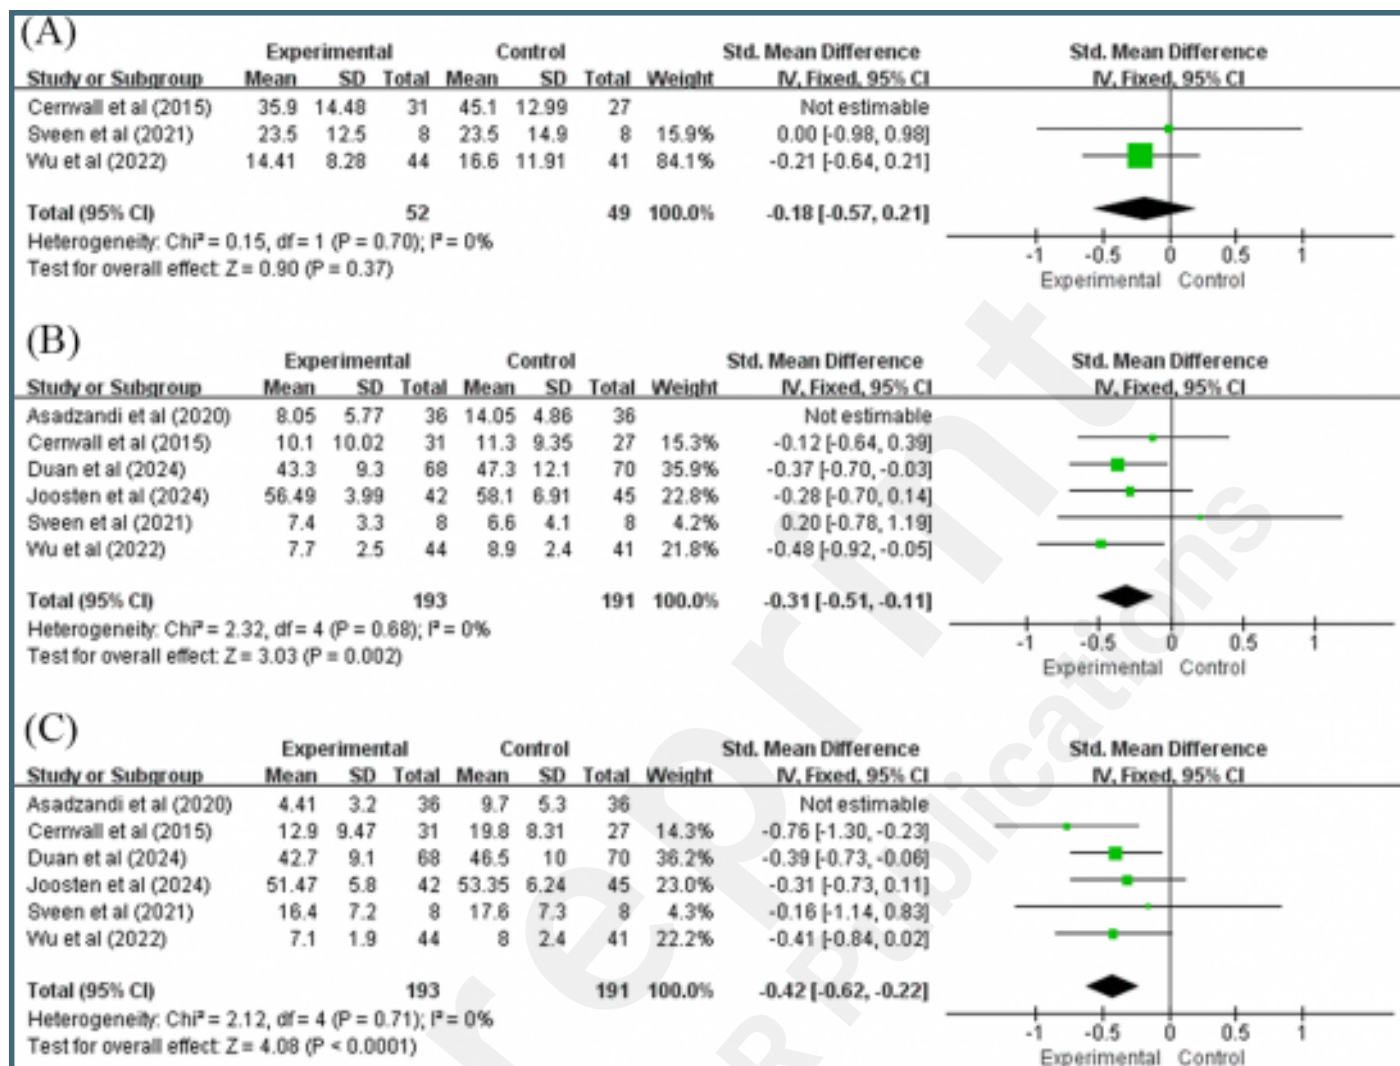 (A)
Experimental Control Std. Mean Difference Std. Mean Difference
Study or Subgroup Mean SD Total Mean SD Total Weight IV, Fixed, 95% CI IV, Fixed, 95% CI
Cernvall et al (2015) 35.9 14.48 31 45.1 12.99 27 Not estimable
Sveen et al (2021) 23.5 12.5 8 23.5 14.9 8 15.9% 0.00 [-0.98, 0.98]
Wu et al (2022) 14.41 8.28 44 16.6 11.91 41 84.1% -0.21 [-0.64, 0.21]
Total (95% CI) 52 49 100.0% -0.18 [-0.57, 0.21]
Heterogeneity: Chi² = 0.15, df = 1 (P = 0.70); I² = 0%
Test for overall effect: Z = 0.90 (P = 0.37)
-1 -0.5 0 0.5 1
Experimental Control
(B)
Experimental Control Std. Mean Difference Std. Mean Difference
Study or Subgroup Mean SD Total Mean SD Total Weight IV, Fixed, 95% CI IV, Fixed, 95% CI
Asadzandi et al (2020) 8.05 5.77 36 14.05 4.86 36 Not estimable
Cernvall et al (2015) 10.1 10.02 31 11.3 9.35 27 15.3% -0.12 [-0.64, 0.39]
Duan et al (2024) 43.3 9.3 68 47.3 12.1 70 35.9% -0.37 [-0.70, -0.03]
Joosten et al (2024) 56.49 3.99 42 58.1 6.91 45 22.8% -0.28 [-0.70, 0.14]
Sveen et al (2021) 7.4 3.3 8 6.6 4.1 8 4.2% 0.20 [-0.78, 1.19]
Wu et al (2022) 7.7 2.5 44 8.9 2.4 41 21.8% -0.48 [-0.92, -0.05]
Total (95% CI) 193 191 100.0% -0.31 [-0.51, -0.11]
Heterogeneity: Chi² = 2.32, df = 4 (P = 0.68); I² = 0%
Test for overall effect: Z = 3.03 (P = 0.002)
-1 -0.5 0 0.5 1
Experimental Control
(C)
Experimental Control Std. Mean Difference Std. Mean Difference
Study or Subgroup Mean SD Total Mean SD Total Weight IV, Fixed, 95% CI IV, Fixed, 95% CI
Asadzandi et al (2020) 4.41 3.2 36 9.7 5.3 36 Not estimable
Cernvall et al (2015) 12.9 9.47 31 19.8 8.31 27 14.3% -0.76 [-1.30, -0.23]
Duan et al (2024) 42.7 9.1 68 46.5 10 70 36.2% -0.39 [-0.73, -0.06]
Joosten et al (2024) 51.47 5.8 42 53.35 6.24 45 23.0% -0.31 [-0.73, 0.11]
Sveen et al (2021) 16.4 7.2 8 17.6 7.3 8 4.3% -0.16 [-1.14, 0.83]
Wu et al (2022) 7.1 1.9 44 8 2.4 41 22.2% -0.41 [-0.84, 0.02]
Total (95% CI) 193 191 100.0% -0.42 [-0.62, -0.22]
Heterogeneity: Chi² = 2.12, df = 4 (P = 0.71); I² = 0%
Test for overall effect: Z = 4.08 (P < 0.0001)
-1 -0.5 0 0.5 1
Experimental Control
reprint
R Publications